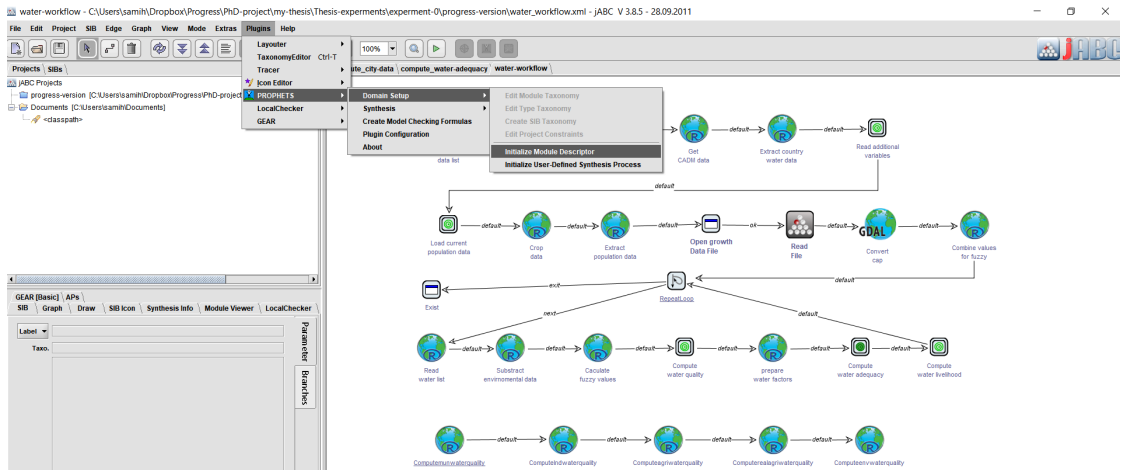 water-workflow - C:\Users\samih\Dropbox\Progress\PhD-project\my-thesis\Thesis-experments\experment-0\progress-version\water_workflow.xml - jABC V 3.8.5 - 28.09.2011
File Edit Project SIB Edge Graph View Mode Extras Plugins Help
100%
jABC
Projects SIBs
ute_city-data compute_water-adequacy water-workflow
jABC Projects
progress-version [C:\Users\samih\Dropbox\Progress\PhD-project
Documents [C:\Users\samih\Documents]
<classpath>
Layouter
TaxonomyEditor Ctrl-T
Tracer
Icon Editor
PROPHETS
LocalChecker
GEAR
Domain Setup
Synthesis
Create Model Checking Formulas
Plugin Configuration
About
Edit Module Taxonomy
Edit Type Taxonomy
Create SIB Taxonomy
Edit Project Constraints
Initialize Module Descriptor
Initialize User-Defined Synthesis Process
default
default
data list
Get
CADM data
Extract country
water data
Read additional
variables
default
default
default
default
ok
default
GDAL
default
Load current
population data
Crop
data
Extract
population data
Open growth
Data File
Read
File
Convert
cap
Combine values
for fuzzy
exit
default
Exist
RepeatLoop
next
default
default
default
default
default
default
default
Read
water list
Substract
envimomental data
Caculate
fuzzy values
Compute
water quality
prepare
water factors
Compute
water adequacy
Compute
water livelihood
default
default
default
default
Computemunwaterquality
Computeindwaterquality
Computeagriwaterquality
Computerealagriwaterquality
Computeenvwaterquality
GEAR [Basic] APs
SIB Graph Draw SIB Icon Synthesis Info Module Viewer LocalChecker
Label
Taxo.
Parameter
Branches